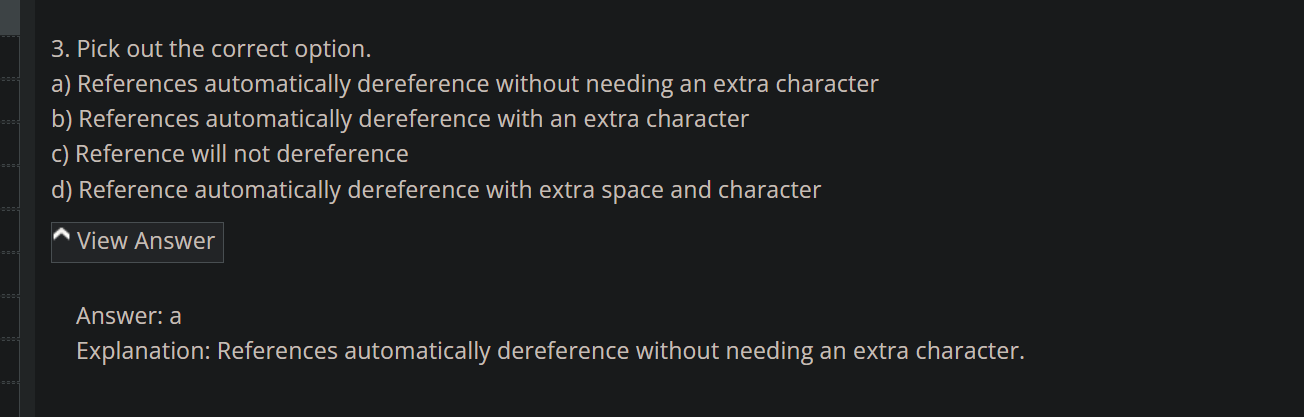 3. Pick out the correct option.
a) References automatically dereference without needing an extra character
b) References automatically dereference with an extra character
c) Reference will not dereference
d) Reference automatically dereference with extra space and character
View Answer
Answer: a
Explanation: References automatically dereference without needing an extra character.